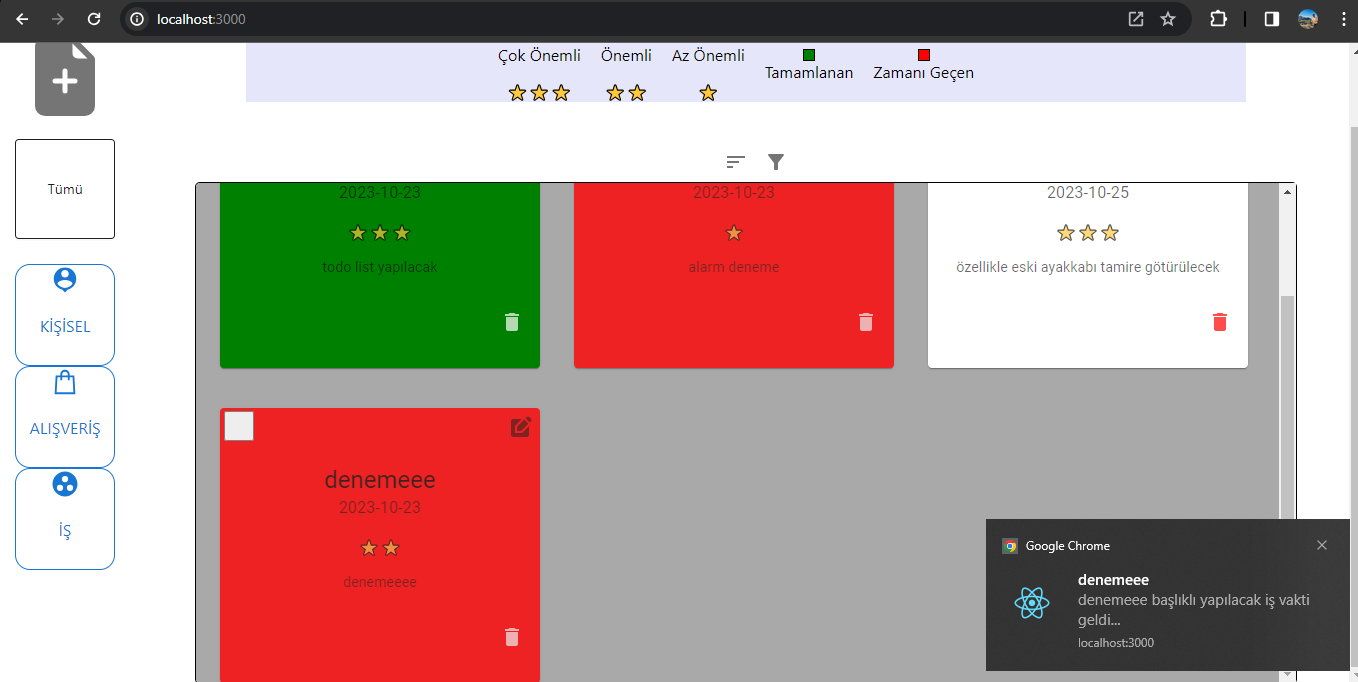 localhost:3000
Çok Önemli
Önemli
Az Önemli
Tamamlanan
Zamanı Geçen
Tümü
KİŞİSEL
ALIŞVERİŞ
İŞ
2023-10-23
todo list yapılacak
2023-10-23
alarm deneme
2023-10-25
özellikle eski ayakkabı tamire götürülecek
denemeee
2023-10-23
denemeeee
Google Chrome
denemeee
denemeee başlıklı yapılacak iş vakti
geldi...
localhost:3000